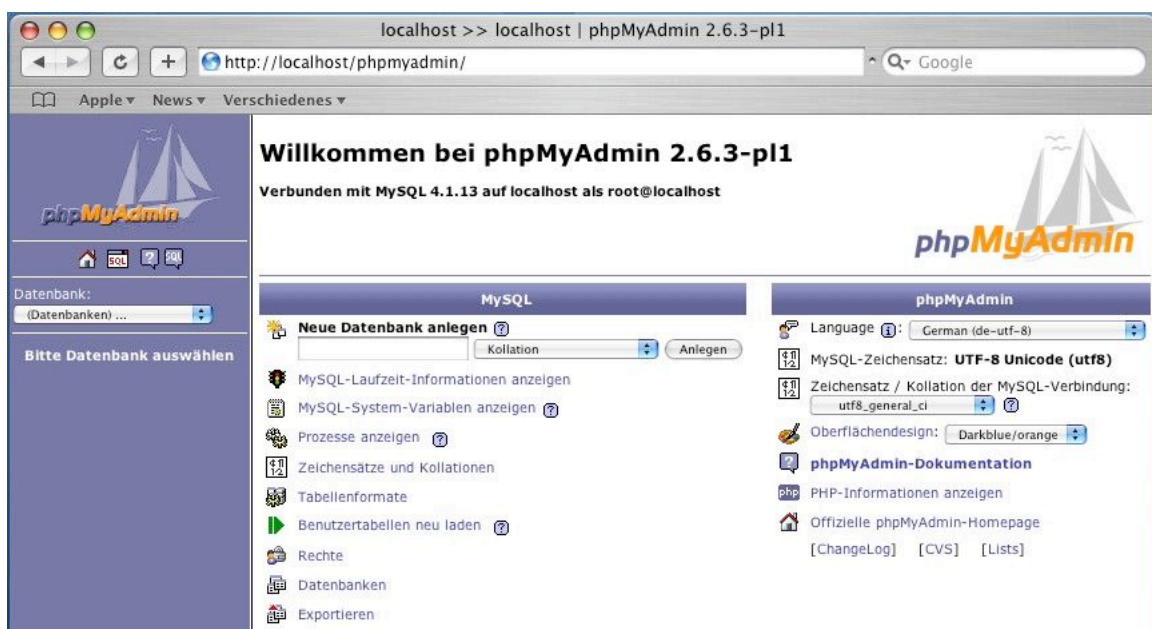 localhost >> localhost | phpMyAdmin 2.6.3-pl1
http://localhost/phpmyadmin/
Google
Apple News Verschiedenes
phpMyAdmin
SQL ? SQL
Datenbank:
(Datenbanken) ...
Bitte Datenbank auswählen
Willkommen bei phpMyAdmin 2.6.3-pl1
Verbunden mit MySQL 4.1.13 auf localhost als root@localhost
phpMyAdmin
MySQL
Neue Datenbank anlegen ?
Kollation Anlegen
MySQL-Laufzeit-Informationen anzeigen
MySQL-System-Variablen anzeigen ?
Prozesse anzeigen ?
Zeichensätze und Kollationen
Tabellenformate
Benutzertabellen neu laden ?
Rechte
Datenbanken
Exportieren
phpMyAdmin
Language i: German (de-utf-8)
MySQL-Zeichensatz: UTF-8 Unicode (utf8)
Zeichensatz / Kollation der MySQL-Verbindung:
utf8_general_ci ?
Oberflächendesign: Darkblue/orange
? phpMyAdmin-Dokumentation
php PHP-Informationen anzeigen
Offizielle phpMyAdmin-Homepage
[ChangeLog] [CVS] [Lists]